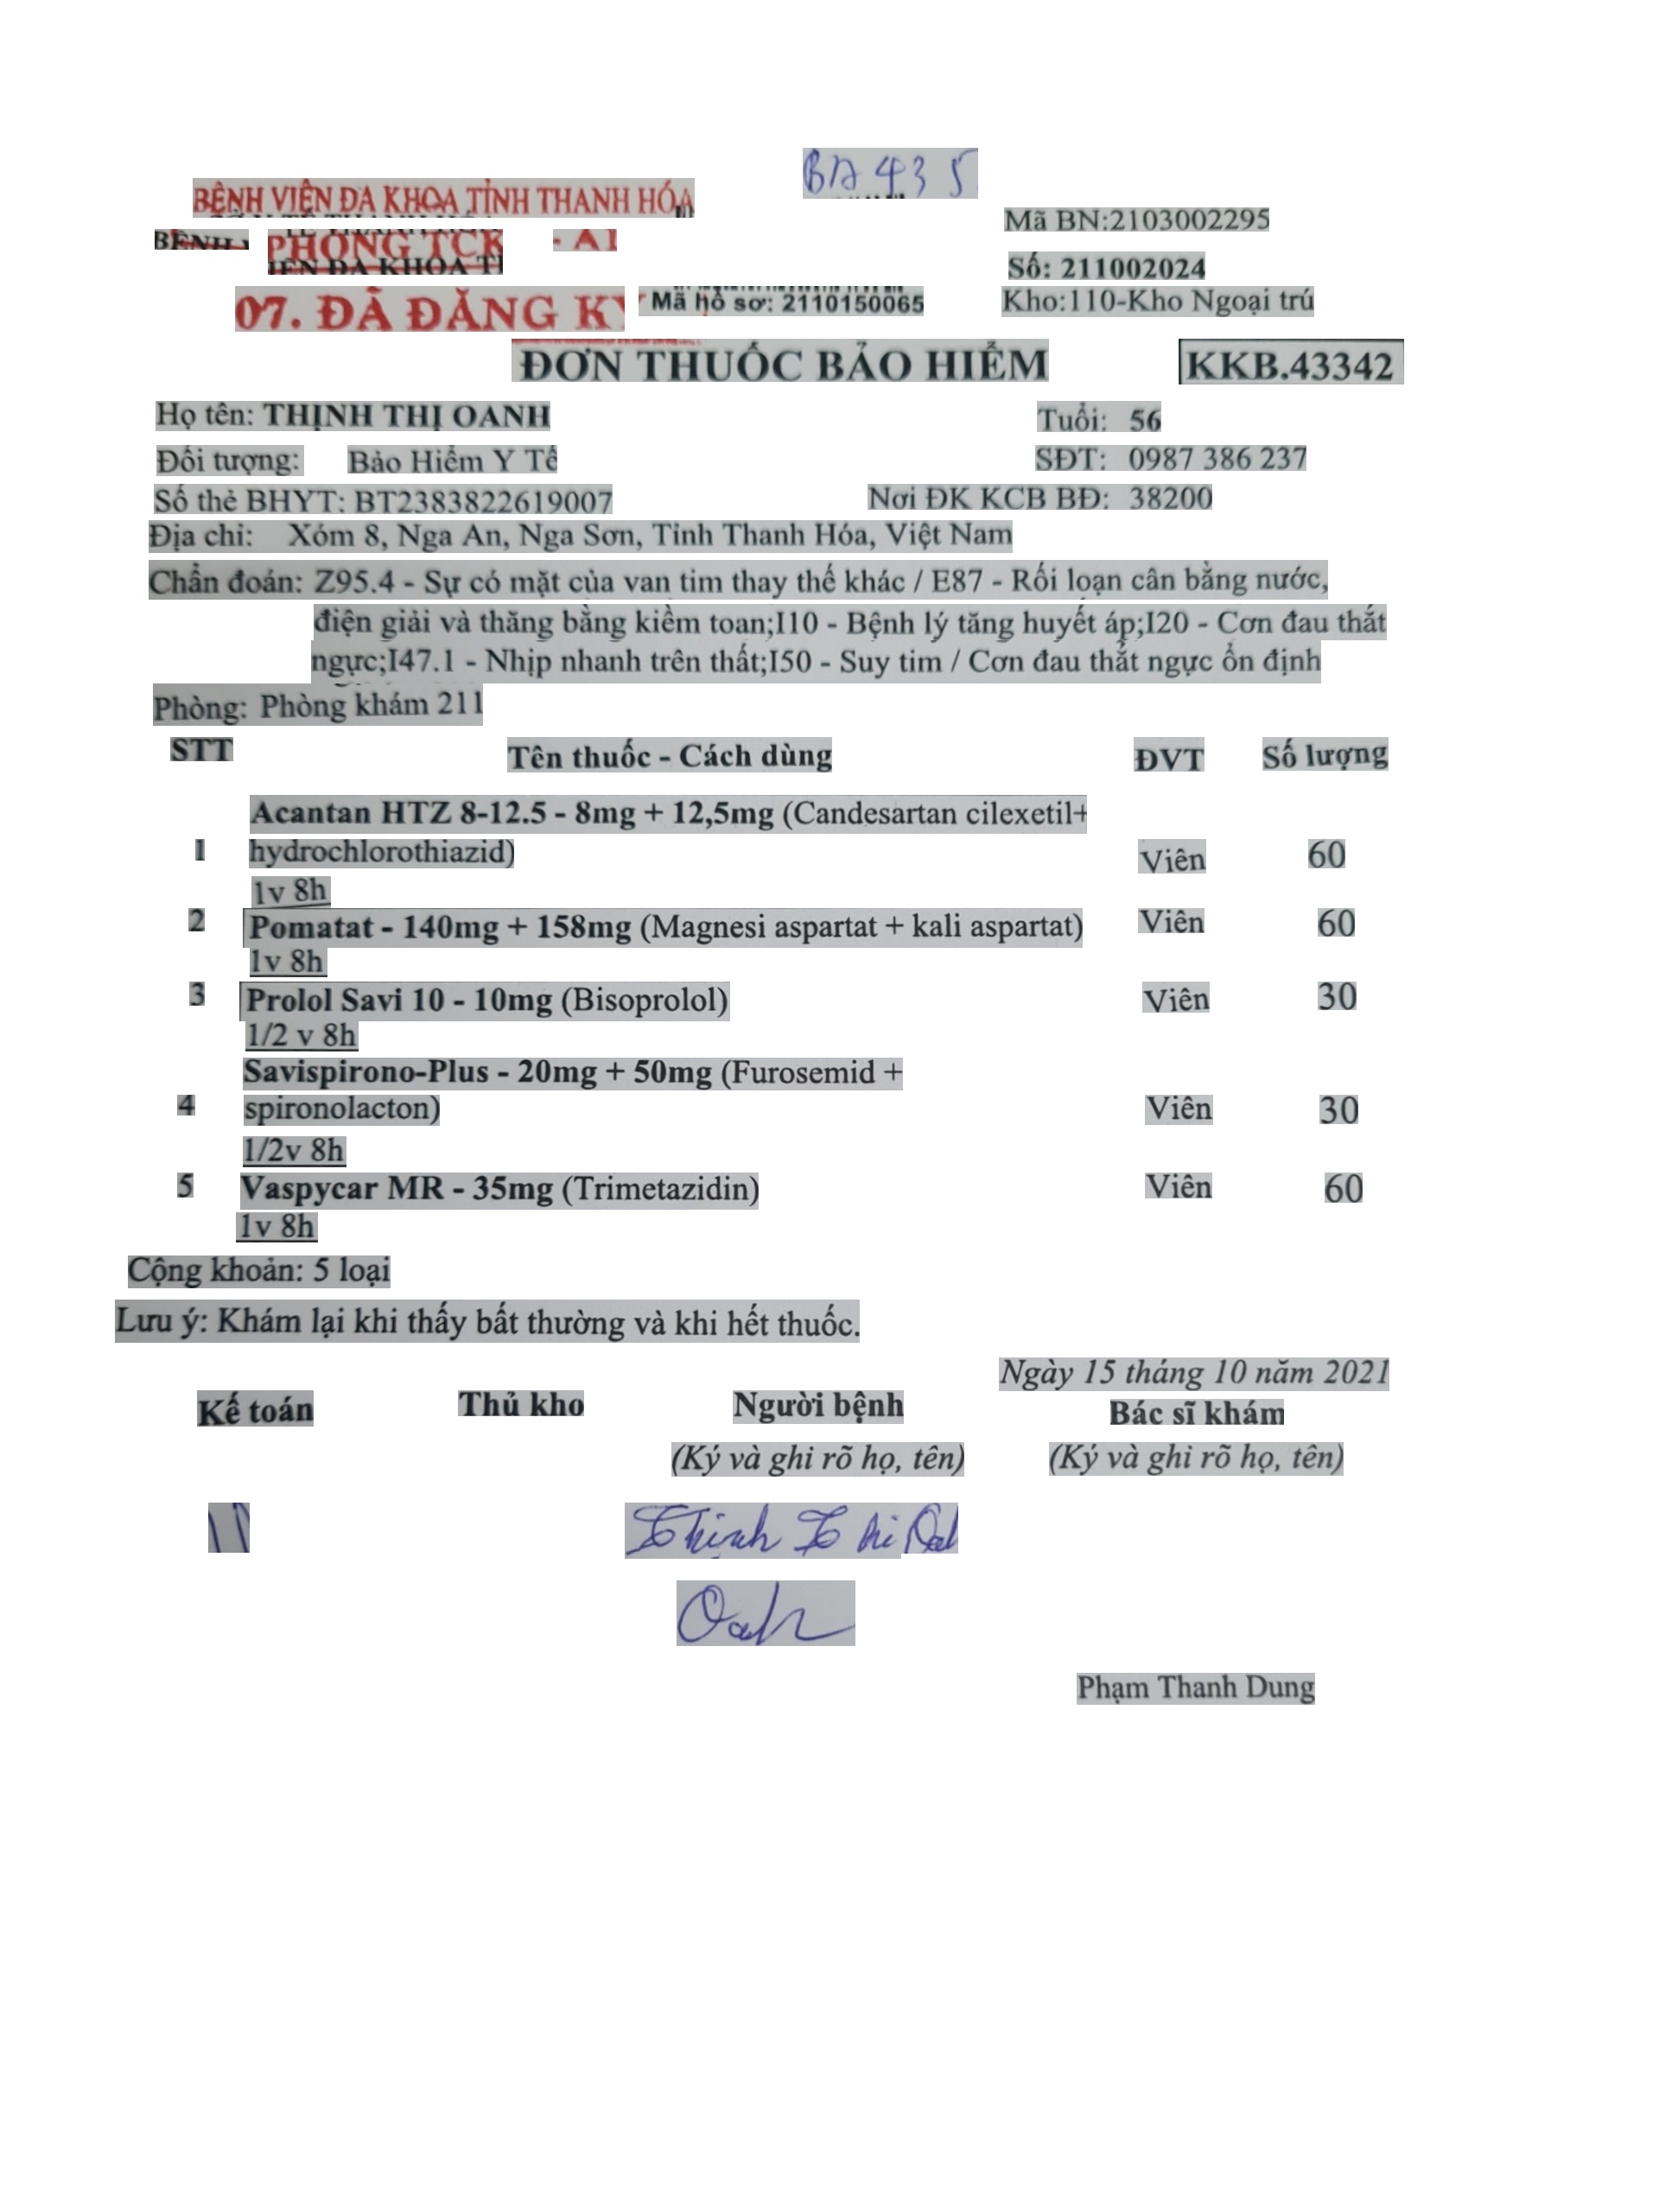 BA 435
BỆNH VIỆN ĐA KHOA TỈNH THANH HÓA
Mã BN:2103002295
PHÒNG TCK - A1
BỆNH VIỆN ĐA KHOA
Số: 211002024
07. ĐÃ ĐĂNG KÝ Mã hồ sơ: 2110150065 Kho:110-Kho Ngoại trú
ĐƠN THUỐC BẢO HIỂM KKB.43342
Họ tên: THỊNH THỊ OANH Tuổi: 56
Đối tượng: Bảo Hiểm Y Tế SĐT: 0987 386 237
Số thẻ BHYT: BT2383822619007 Nơi ĐK KCB BĐ: 38200
Địa chỉ: Xóm 8, Nga An, Nga Sơn, Tỉnh Thanh Hóa, Việt Nam
Chẩn đoán: Z95.4 - Sự có mặt của van tim thay thế khác / E87 - Rối loạn cân bằng nước,
điện giải và thăng bằng kiềm toan;I10 - Bệnh lý tăng huyết áp;I20 - Cơn đau thắt
ngực;I47.1 - Nhịp nhanh trên thất;I50 - Suy tim / Cơn đau thắt ngực ổn định
Phòng: Phòng khám 211
STT Tên thuốc - Cách dùng ĐVT Số lượng
Acantan HTZ 8-12.5 - 8mg + 12,5mg (Candesartan cilexetil+
1 hydrochlorothiazid) Viên 60
1v 8h
2 Pomatat - 140mg + 158mg (Magnesi aspartat + kali aspartat) Viên 60
1v 8h
3 Prolol Savi 10 - 10mg (Bisoprolol) Viên 30
1/2 v 8h
Savispirono-Plus - 20mg + 50mg (Furosemid +
4 spironolacton) Viên 30
1/2v 8h
5 Vaspycar MR - 35mg (Trimetazidin) Viên 60
1v 8h
Cộng khoản: 5 loại
Lưu ý: Khám lại khi thấy bất thường và khi hết thuốc.
Ngày 15 tháng 10 năm 2021
Kế toán Thủ kho Người bệnh Bác sĩ khám
(Ký và ghi rõ họ, tên) (Ký và ghi rõ họ, tên)
Thịnh Thị Oanh
Oanh
Phạm Thanh Dung